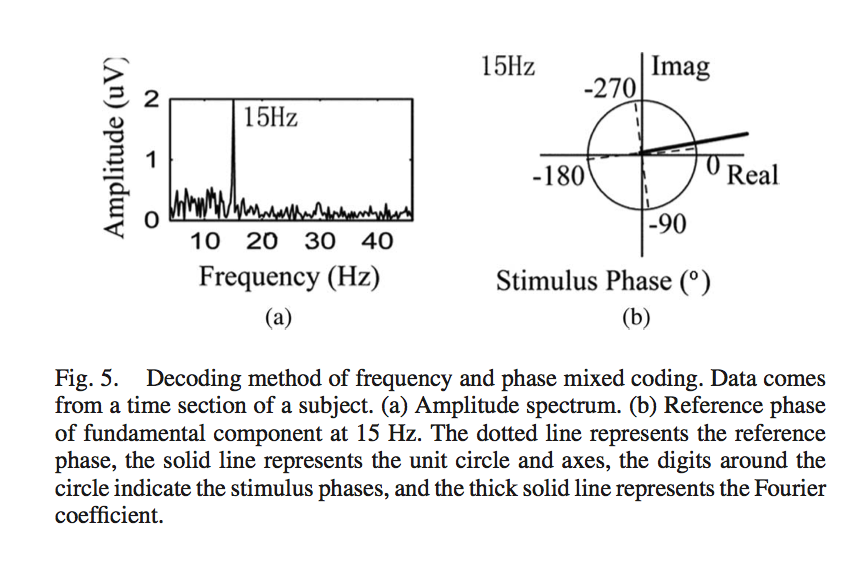 Amplitude (uV)
2
1
0
15Hz
10 20 30 40
Frequency (Hz)
(a)
15Hz
Imag
-270
-180
0 Real
-90
Stimulus Phase (°)
(b)
Fig. 5. Decoding method of frequency and phase mixed coding. Data comes
from a time section of a subject. (a) Amplitude spectrum. (b) Reference phase
of fundamental component at 15 Hz. The dotted line represents the reference
phase, the solid line represents the unit circle and axes, the digits around the
circle indicate the stimulus phases, and the thick solid line represents the Fourier
coefficient.